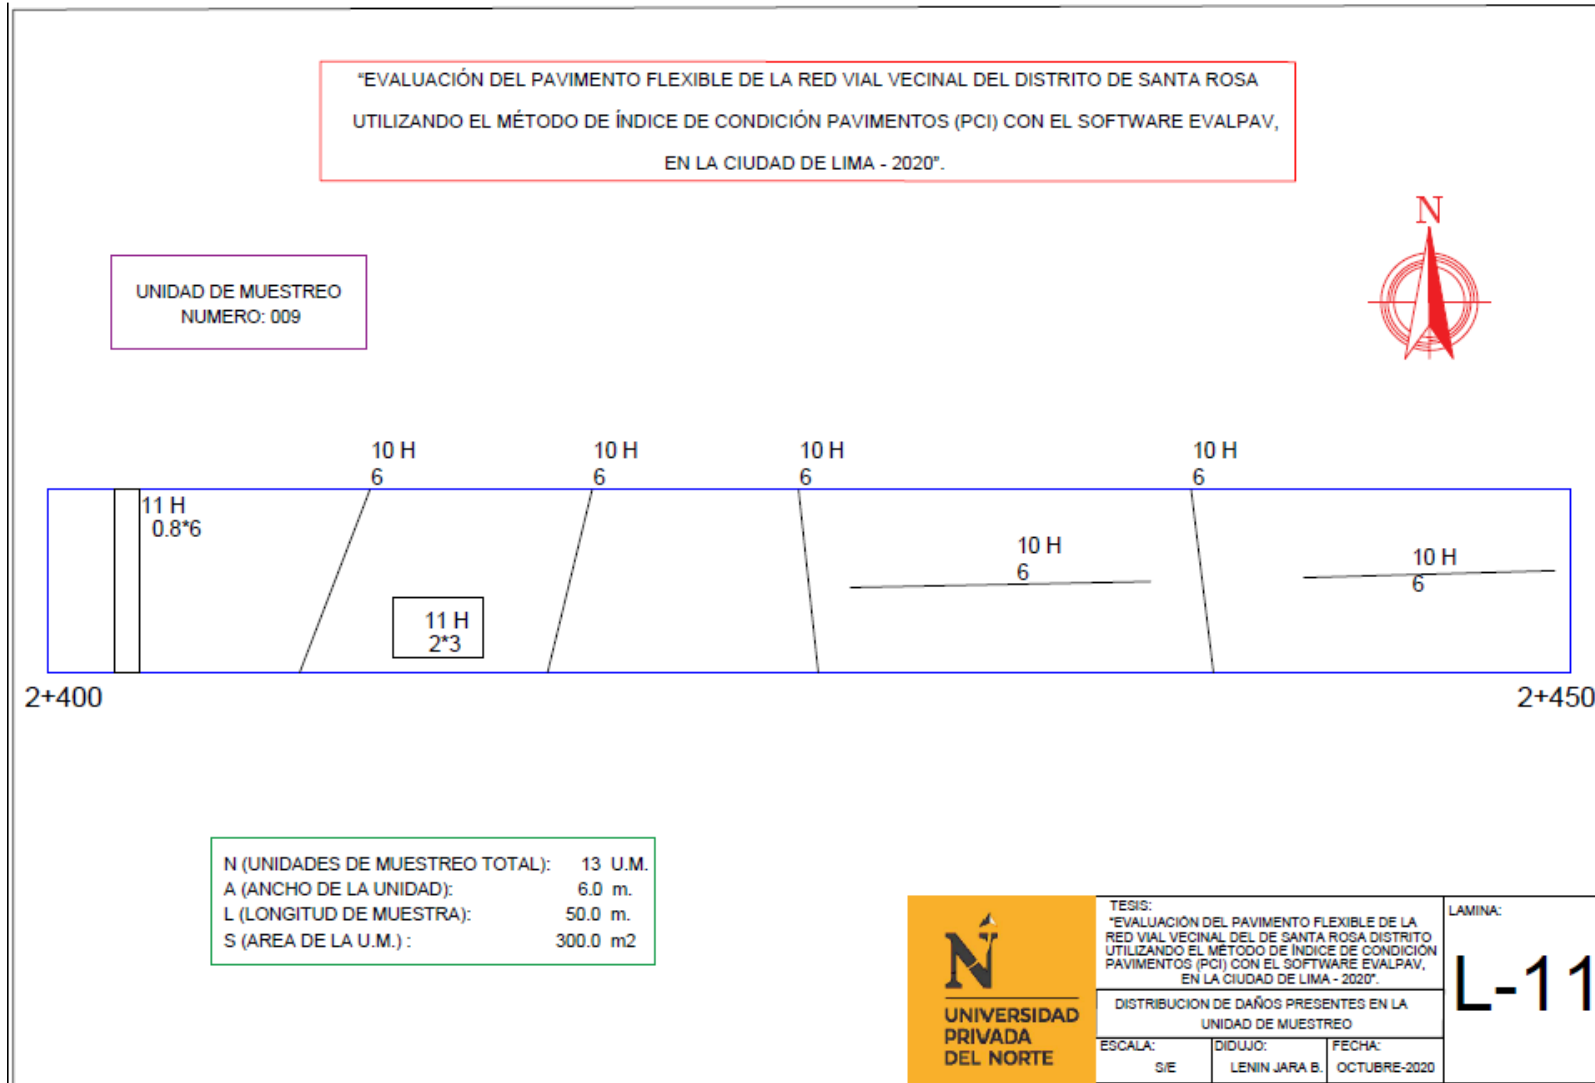 “EVALUACIÓN DEL PAVIMENTO FLEXIBLE DE LA RED VIAL VECINAL DEL DISTRITO DE SANTA ROSA
UTILIZANDO EL MÉTODO DE ÍNDICE DE CONDICIÓN PAVIMENTOS (PCI) CON EL SOFTWARE EVALPAV,
EN LA CIUDAD DE LIMA - 2020”.
N
UNIDAD DE MUESTREO
NUMERO: 009
10 H
6
10 H
6
10 H
6
10 H
6
11 H
0.8*6
10 H
6
10 H
6
11 H
2*3
2+400
2+450
N (UNIDADES DE MUESTREO TOTAL): 13 U.M.
A (ANCHO DE LA UNIDAD): 6.0 m.
L (LONGITUD DE MUESTRA): 50.0 m.
S (AREA DE LA U.M.) : 300.0 m2
N
UNIVERSIDAD
PRIVADA
DEL NORTE
TESIS:
“EVALUACIÓN DEL PAVIMENTO FLEXIBLE DE LA
RED VIAL VECINAL DEL DE SANTA ROSA DISTRITO
UTILIZANDO EL MÉTODO DE ÍNDICE DE CONDICIÓN
PAVIMENTOS (PCI) CON EL SOFTWARE EVALPAV,
EN LA CIUDAD DE LIMA - 2020”.
DISTRIBUCION DE DAÑOS PRESENTES EN LA
UNIDAD DE MUESTREO
ESCALA:
S/E
DIDUJO:
LENIN JARA B.
FECHA:
OCTUBRE-2020
LAMINA:
L-11